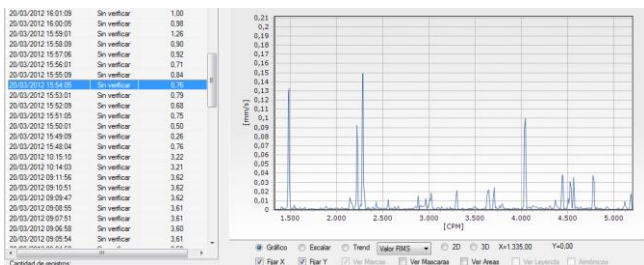 20/03/2012 16:01:09 Sin verificar 1,00
20/03/2012 16:00:05 Sin verificar 0,98
20/03/2012 15:59:01 Sin verificar 1,26
20/03/2012 15:58:09 Sin verificar 0,90
20/03/2012 15:57:06 Sin verificar 0,92
20/03/2012 15:56:01 Sin verificar 0,71
20/03/2012 15:55:09 Sin verificar 0,84
20/03/2012 15:54:05 Sin verificar 0,76
20/03/2012 15:53:01 Sin verificar 0,79
20/03/2012 15:52:09 Sin verificar 0,68
20/03/2012 15:51:05 Sin verificar 0,75
20/03/2012 15:50:01 Sin verificar 0,50
20/03/2012 15:49:09 Sin verificar 0,26
20/03/2012 15:48:04 Sin verificar 0,76
20/03/2012 10:15:10 Sin verificar 3,22
20/03/2012 10:14:03 Sin verificar 3,21
20/03/2012 09:11:56 Sin verificar 3,62
20/03/2012 09:10:51 Sin verificar 3,62
20/03/2012 09:09:47 Sin verificar 3,62
20/03/2012 09:08:55 Sin verificar 3,61
20/03/2012 09:07:51 Sin verificar 3,61
20/03/2012 09:06:58 Sin verificar 3,60
20/03/2012 09:05:54 Sin verificar 3,61
Cantidad de registros:
0,21
0,2
0,19
0,18
0,17
0,16
0,15
0,14
0,13
0,12
0,11
0,1
0,09
0,08
0,07
0,06
0,05
0,04
0,03
0,02
0,01
0
[mm/s]
1.500 2.000 2.500 3.000 3.500 4.000 4.500 5.000
[CPM]
Gráfico Escalar Trend Valor RMS 2D 3D X=1.335,00 Y=0,00
Fijar X Fijar Y Ver Marcas Ver Mascaras Ver Areas Ver Leyenda Armónicos